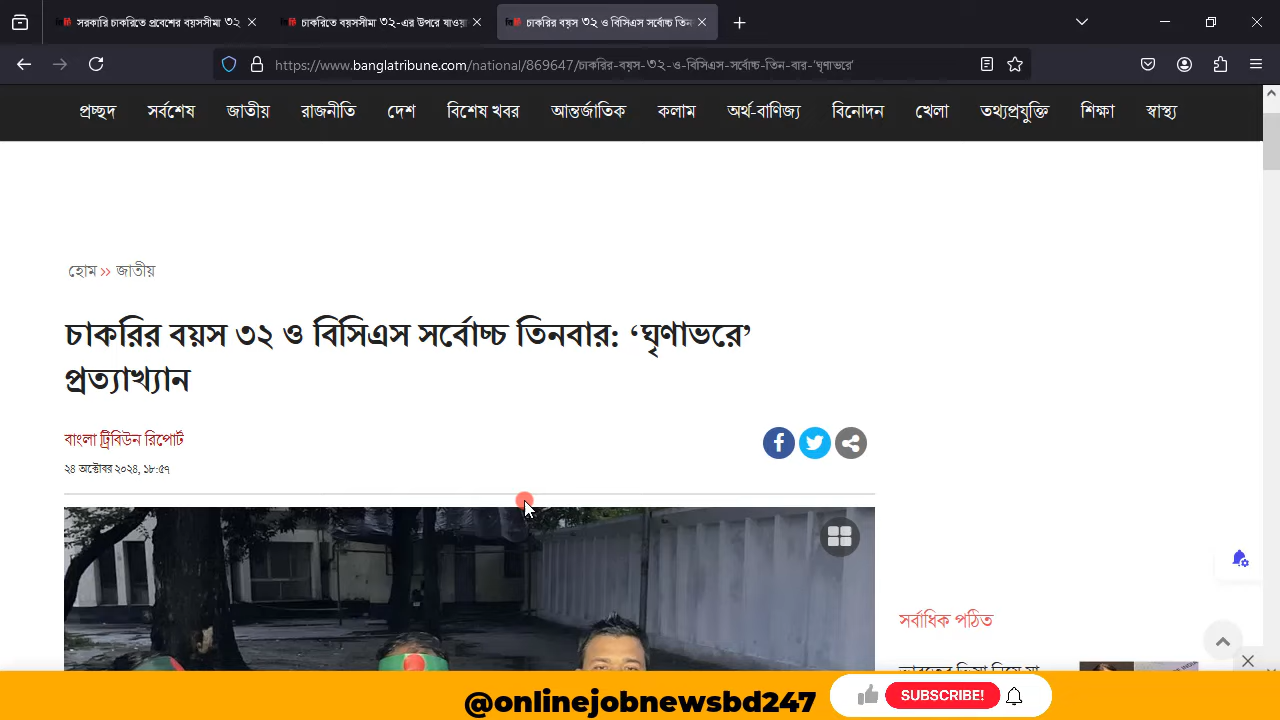 সরকারি চাকরিতে প্রবেশের বয়সসীমা ৩২
চাকরিতে বয়সসীমা ৩২-এর উপরে যাওয়া
চাকরির বয়স ৩২ ও বিসিএস সর্বোচ্চ তিন
https://www.banglatribune.com/national/869647/চাকরির-বয়স-৩২-ও-বিসিএস-সর্বোচ্চ-তিন-বার-'ঘৃণাভরে'
প্রচ্ছদ সর্বশেষ জাতীয় রাজনীতি দেশ বিশেষ খবর আন্তর্জাতিক কলাম অর্থ-বাণিজ্য বিনোদন খেলা তথ্যপ্রযুক্তি শিক্ষা স্বাস্থ্য
হোম >> জাতীয়
চাকরির বয়স ৩২ ও বিসিএস সর্বোচ্চ তিনবার: ‘ঘৃণাভরে’
প্রত্যাখ্যান
বাংলা ট্রিবিউন রিপোর্ট
২৪ অক্টোবর ২০২৪, ১৮:৫৭
সর্বাধিক পঠিত
@onlinejobnewsbd247
SUBSCRIBE!